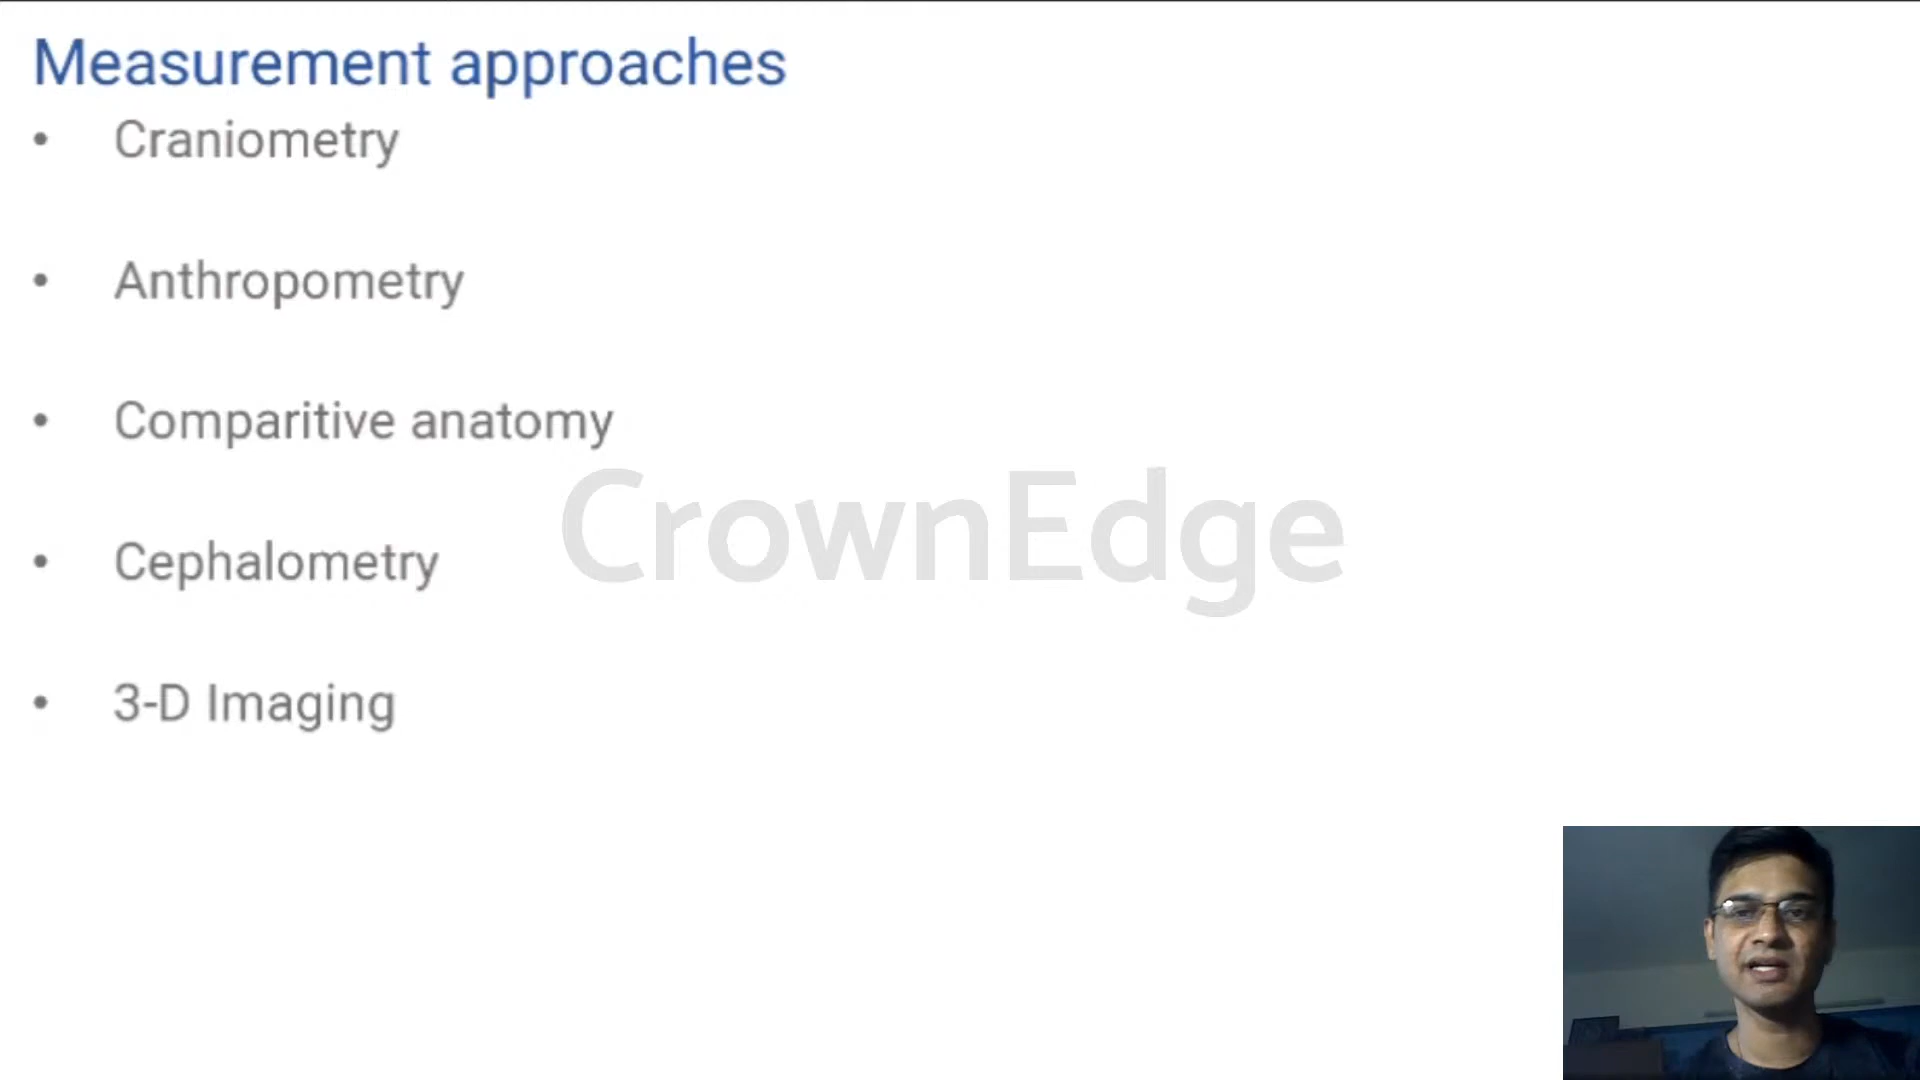 Measurement approaches
• Craniometry
• Anthropometry
• Comparitive anatomy
CrownEdge
• Cephalometry
• 3-D Imaging